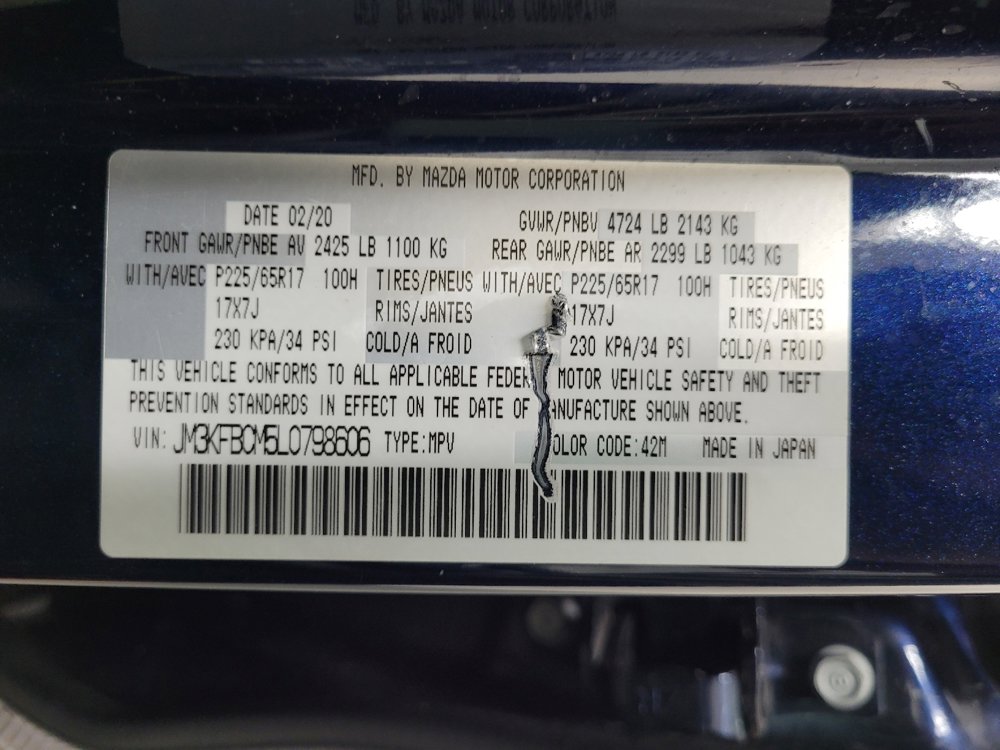 MFD. BY MAZDA MOTOR CORPORATION
DATE 02/20 GVWR/PNBV 4724 LB 2143 KG
FRONT GAWR/PNBE AV 2425 LB 1100 KG REAR GAWR/PNBE AR 2299 LB 1043 KG
WITH/AVEC P225/65R17 100H TIRES/PNEUS WITH/AVEC P225/65R17 100H TIRES/PNEUS
17X7J RIMS/JANTES 17X7J RIMS/JANTES
230 KPA/34 PSI COLD/A FROID 230 KPA/34 PSI COLD/A FROID
THIS VEHICLE CONFORMS TO ALL APPLICABLE MOTOR VEHICLE SAFETY AND THEFT
PREVENTION STANDARDS IN EFFECT ON THE DATE OF ANUFACTURE SHOWN ABOVE.
VIN: JM3KFBCM5L0798606 TYPE:MPV OLOR CODE:42M MADE IN JAPAN